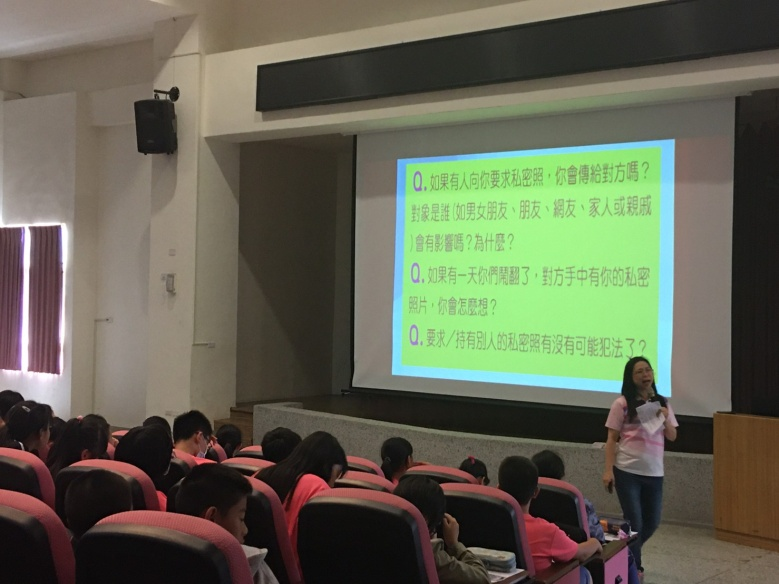 Q.如果有人向你要求私密照，你會傳給對方嗎？
對象是誰(如男女朋友、朋友、網友、家人或親戚
)會有影響嗎？為什麼？
Q.如果有一天你們鬧翻了，對方手中有你的私密
照片，你會怎麼想？
Q.要求／持有別人的私密照有沒有可能犯法了？